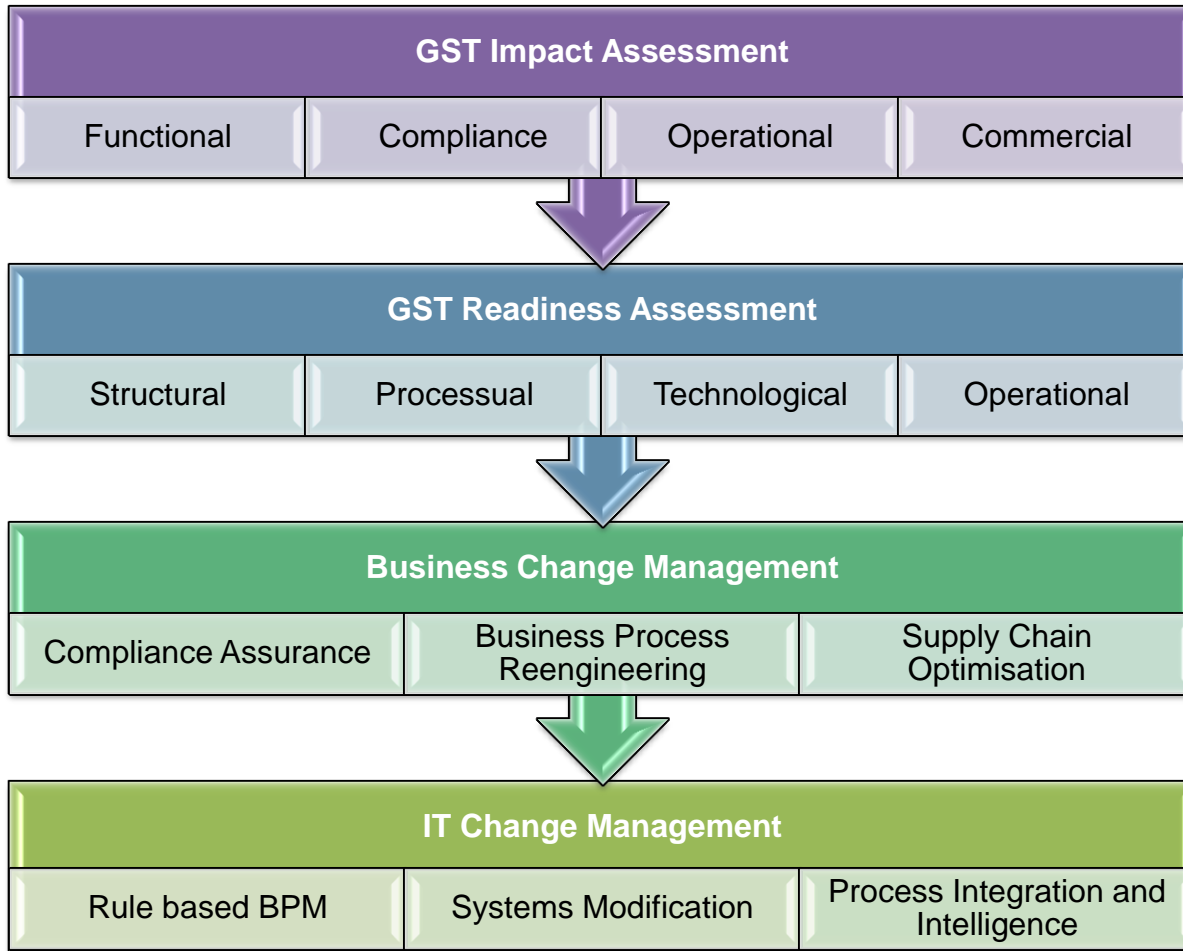 GST Impact Assessment
Functional
Compliance
Operational
Commercial
GST Readiness Assessment
Structural
Processual
Technological
Operational
Business Change Management
Compliance Assurance
Business Process
Reengineering
Supply Chain
Optimisation
IT Change Management
Rule based BPM
Systems Modification
Process Integration and
Intelligence